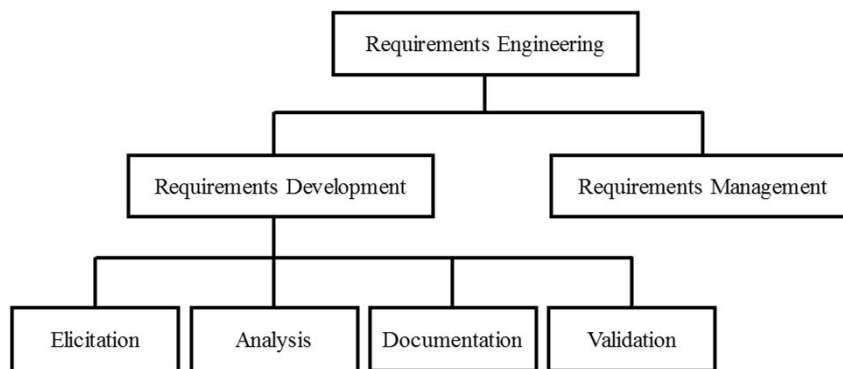 Requirements Engineering
Requirements Development
Requirements Management
Elicitation
Analysis
Documentation
Validation